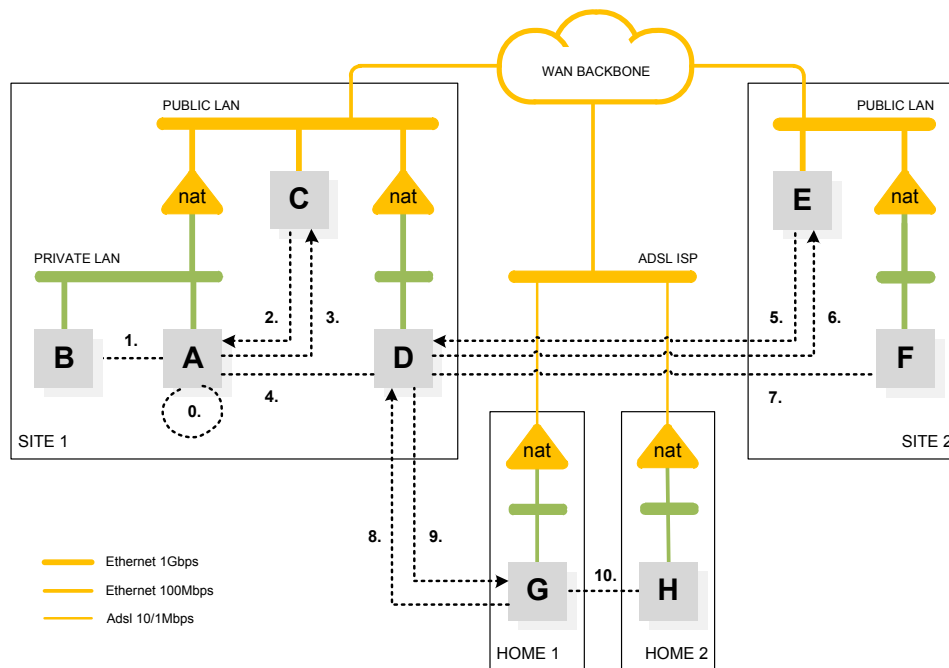 WAN BACKBONE
PUBLIC LAN
PUBLIC LAN
nat
C
nat
E
nat
PRIVATE LAN
ADSL ISP
2.
3.
5.
6.
B
1.
A
D
F
0.
4.
7.
SITE 1
SITE 2
nat
nat
8.
9.
Ethernet 1Gbps
Ethernet 100Mbps
Adsl 10/1Mbps
G
10.
H
HOME 1
HOME 2